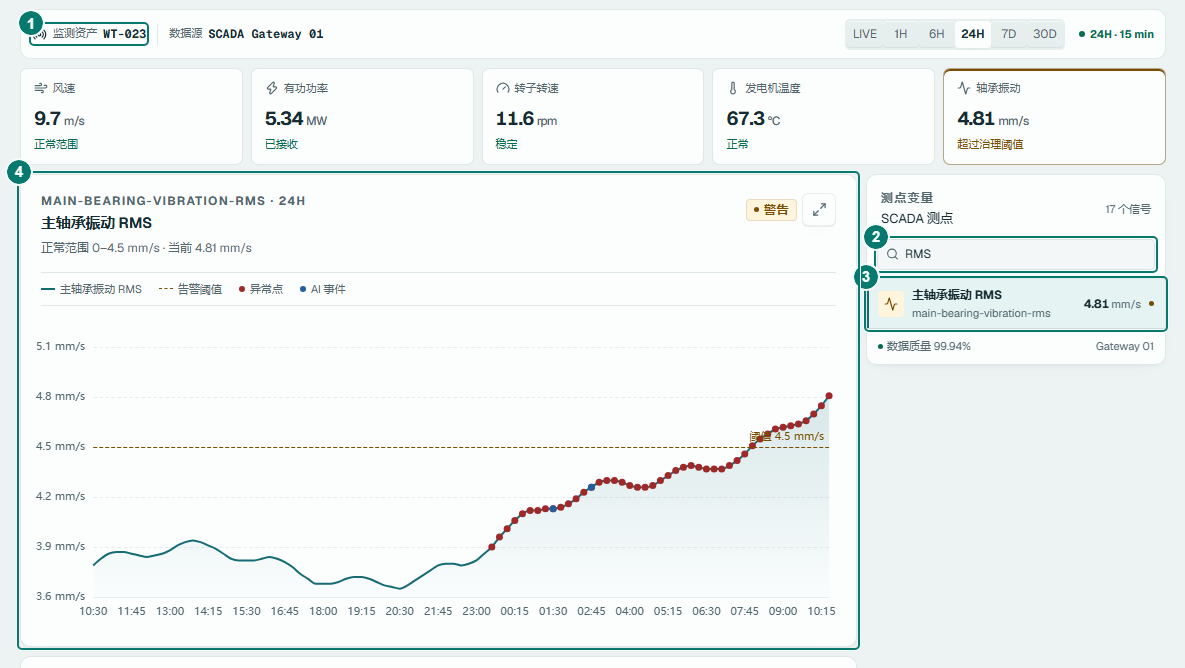 1
监测资产 WT-023
数据源 SCADA Gateway 01
LIVE 1H 6H 24H 7D 30D
24H · 15 min
风速
9.7 m/s
正常范围
有功功率
5.34 MW
已接收
转子转速
11.6 rpm
稳定
发电机温度
67.3 °C
正常
轴承振动
4.81 mm/s
超过治理阈值
4
MAIN-BEARING-VIBRATION-RMS · 24H
主轴承振动 RMS
正常范围 0–4.5 mm/s · 当前 4.81 mm/s
警告
主轴承振动 RMS 告警阈值 异常点 AI 事件
5.1 mm/s
4.8 mm/s
4.5 mm/s
4.2 mm/s
3.9 mm/s
3.6 mm/s
阈值 4.5 mm/s
10:30 11:45 13:00 14:15 15:30 16:45 18:00 19:15 20:30 21:45 23:00 00:15 01:30 02:45 04:00 05:15 06:30 07:45 09:00 10:15
测点变量
SCADA 测点
17 个信号
2
RMS
3
主轴承振动 RMS
main-bearing-vibration-rms
4.81 mm/s
数据质量 99.94%
Gateway 01